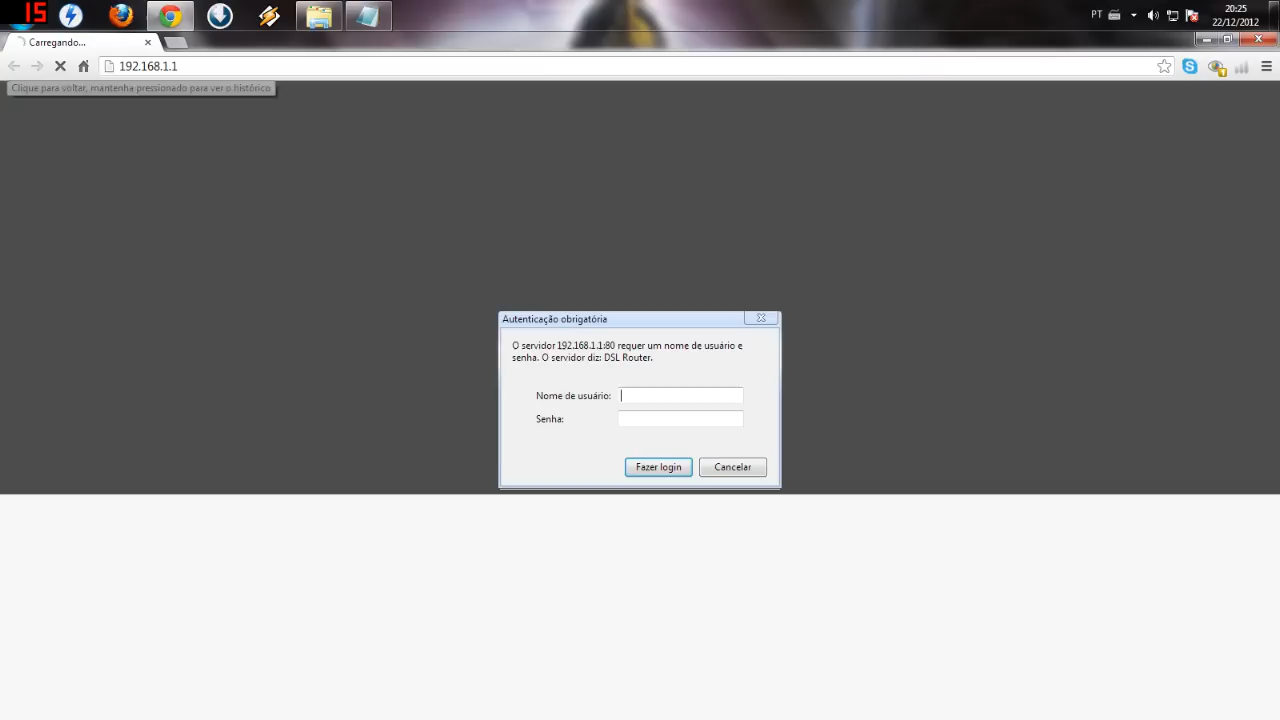 15
PT
20:25
22/12/2012
Carregando...
192.168.1.1
Clique para voltar, mantenha pressionado para ver o histórico
Autenticação obrigatória
O servidor 192.168.1.1:80 requer um nome de usuário e
senha. O servidor diz: DSL Router.
Nome de usuário:
Senha:
Fazer login
Cancelar